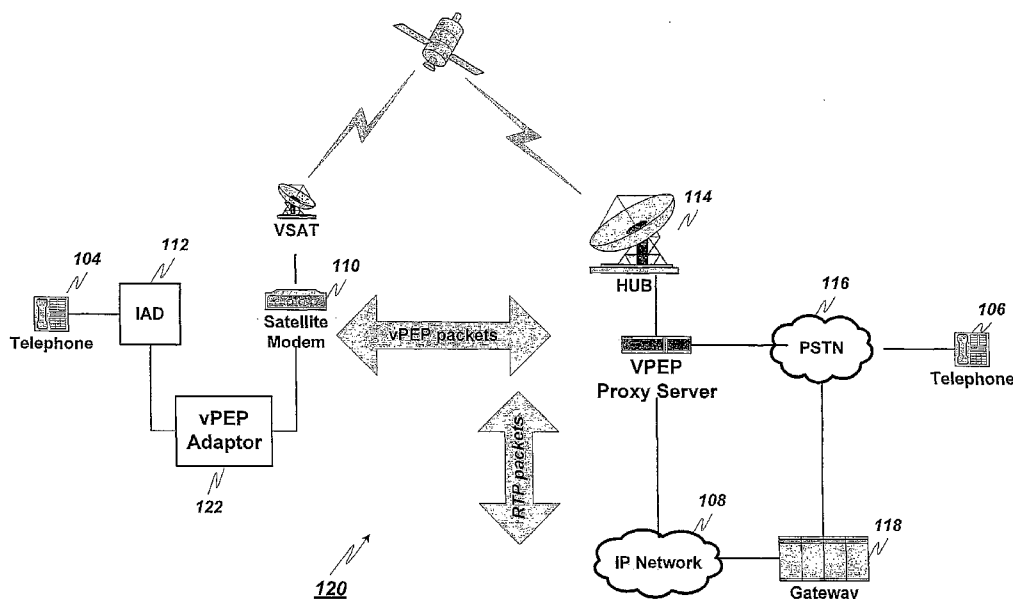 114
VSAT
112
104
110
HUB
116
106
IAD
Telephone
Satellite
Modem
vPEP packets
PSTN
VPEP
Proxy Server
Telephone
vPEP
Adaptor
RTP packets
122
108
118
IP Network
120
Gateway